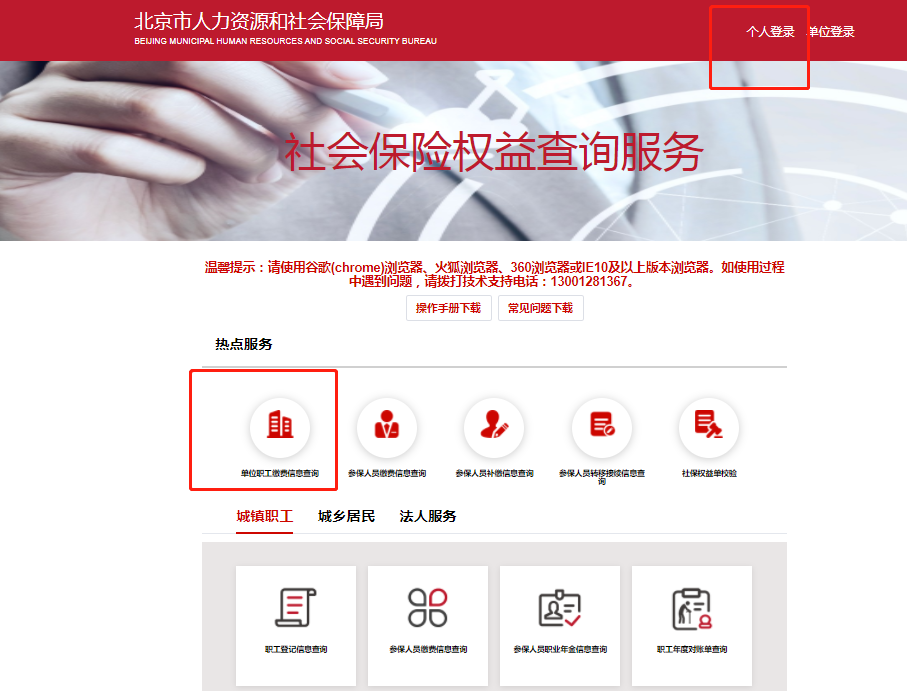 北京市人力资源和社会保障局
BEIJING MUNICIPAL HUMAN RESOURCES AND SOCIAL SECURITY BUREAU
个人登录 单位登录
社会保险权益查询服务
温馨提示：请使用谷歌(chrome)浏览器、火狐浏览器、360浏览器或IE10及以上版本浏览器。如使用过程
中遇到问题，请拨打技术支持电话：13001281367。
操作手册下载 常见问题下载
热点服务
单位职工缴费信息查询 参保人员缴费信息查询 参保人员补缴信息查询 参保人员转移接续信息查 社保权益单校验
询
城镇职工 城乡居民 法人服务
职工登记信息查询 参保人员缴费信息查询 参保人员职业年金信息查询 职工年度对账单查询